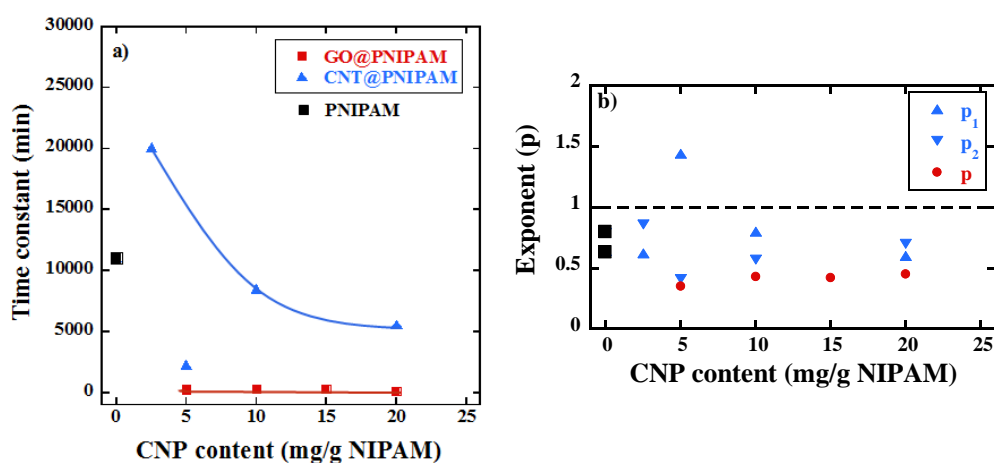 a)
GO@PNIPAM
CNT@PNIPAM
PNIPAM
Time constant (min)
30000
25000
20000
15000
10000
5000
0
0 5 10 15 20 25
CNP content (mg/g NIPAM)
b)
p1
p2
p
Exponent (p)
2
1.5
1
0.5
0
0 5 10 15 20 25
CNP content (mg/g NIPAM)